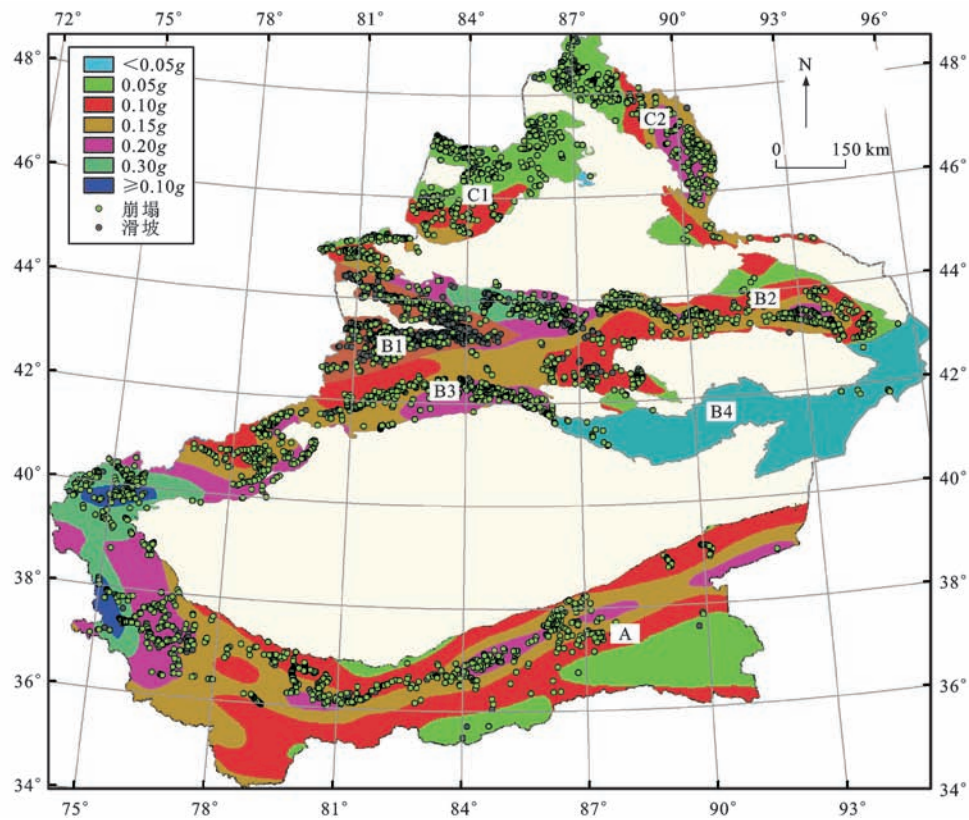 72° 75° 78° 81° 84° 87° 90° 93° 96°
48° 48°
<0.05g
0.05g
0.10g
0.15g
0.20g
0.30g
≥0.10g
崩塌
滑坡
N
0 150 km
C2
46° 46°
C1
44° 44°
B2
B1
42° 42°
B3
B4
40° 40°
38° 38°
A
36° 36°
34° 34°
75° 78° 81° 84° 87° 90° 93°